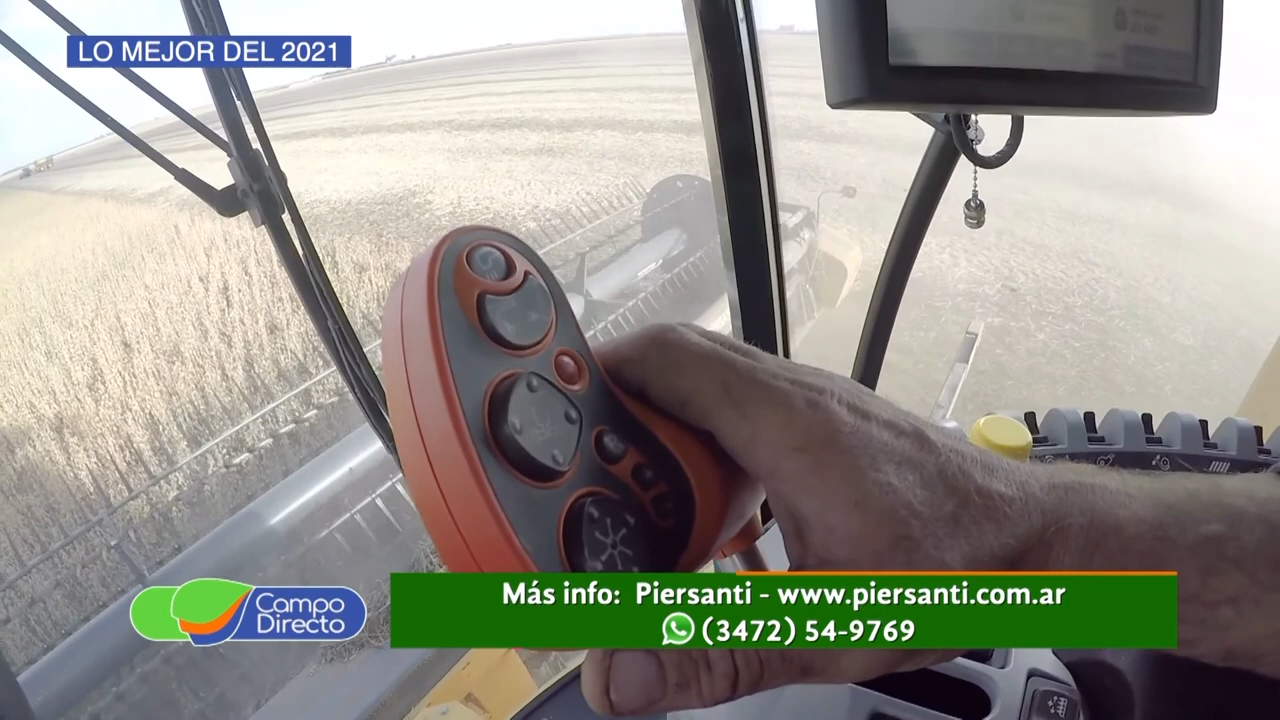 LO MEJOR DEL 2021
Campo
Directo
Más info: Piersanti - www.piersanti.com.ar
(3472) 54-9769